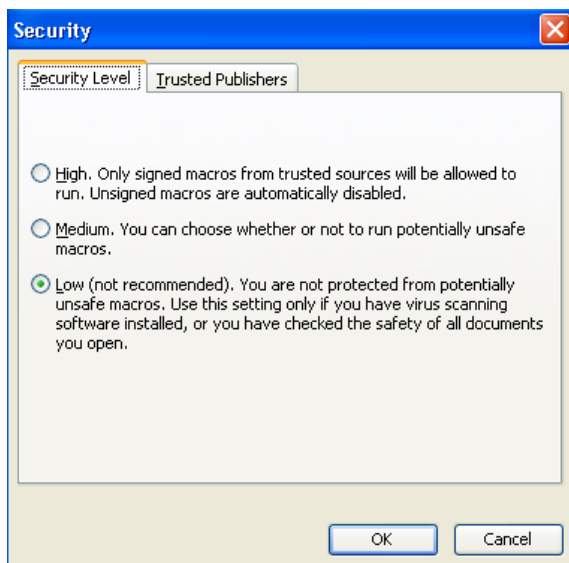 Security
Security Level
Trusted Publishers
High. Only signed macros from trusted sources will be allowed to
run. Unsigned macros are automatically disabled.
Medium. You can choose whether or not to run potentially unsafe
macros.
Low (not recommended). You are not protected from potentially
unsafe macros. Use this setting only if you have virus scanning
software installed, or you have checked the safety of all documents
you open.
OK
Cancel